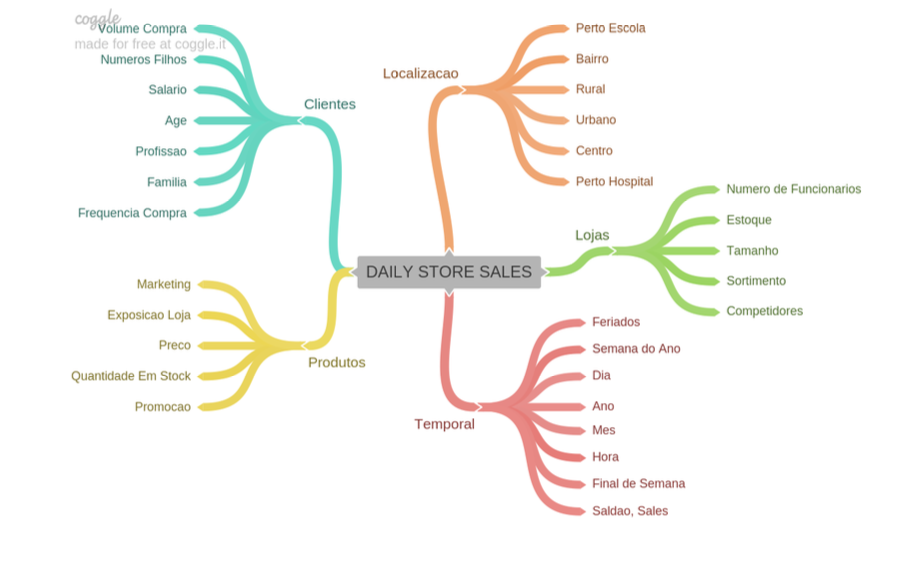 coggle
made for free at coggle.it
Volume Compra
Numeros Filhos
Salario
Age
Profissao
Familia
Frequencia Compra
Clientes
Localizacao
Perto Escola
Bairro
Rural
Urbano
Centro
Perto Hospital
Lojas
Numero de Funcionarios
Estoque
Tamanho
Sortimento
Competidores
DAILY STORE SALES
Marketing
Exposicao Loja
Preco
Quantidade Em Stock
Promocao
Produtos
Temporal
Feriados
Semana do Ano
Dia
Ano
Mes
Hora
Final de Semana
Saldao, Sales